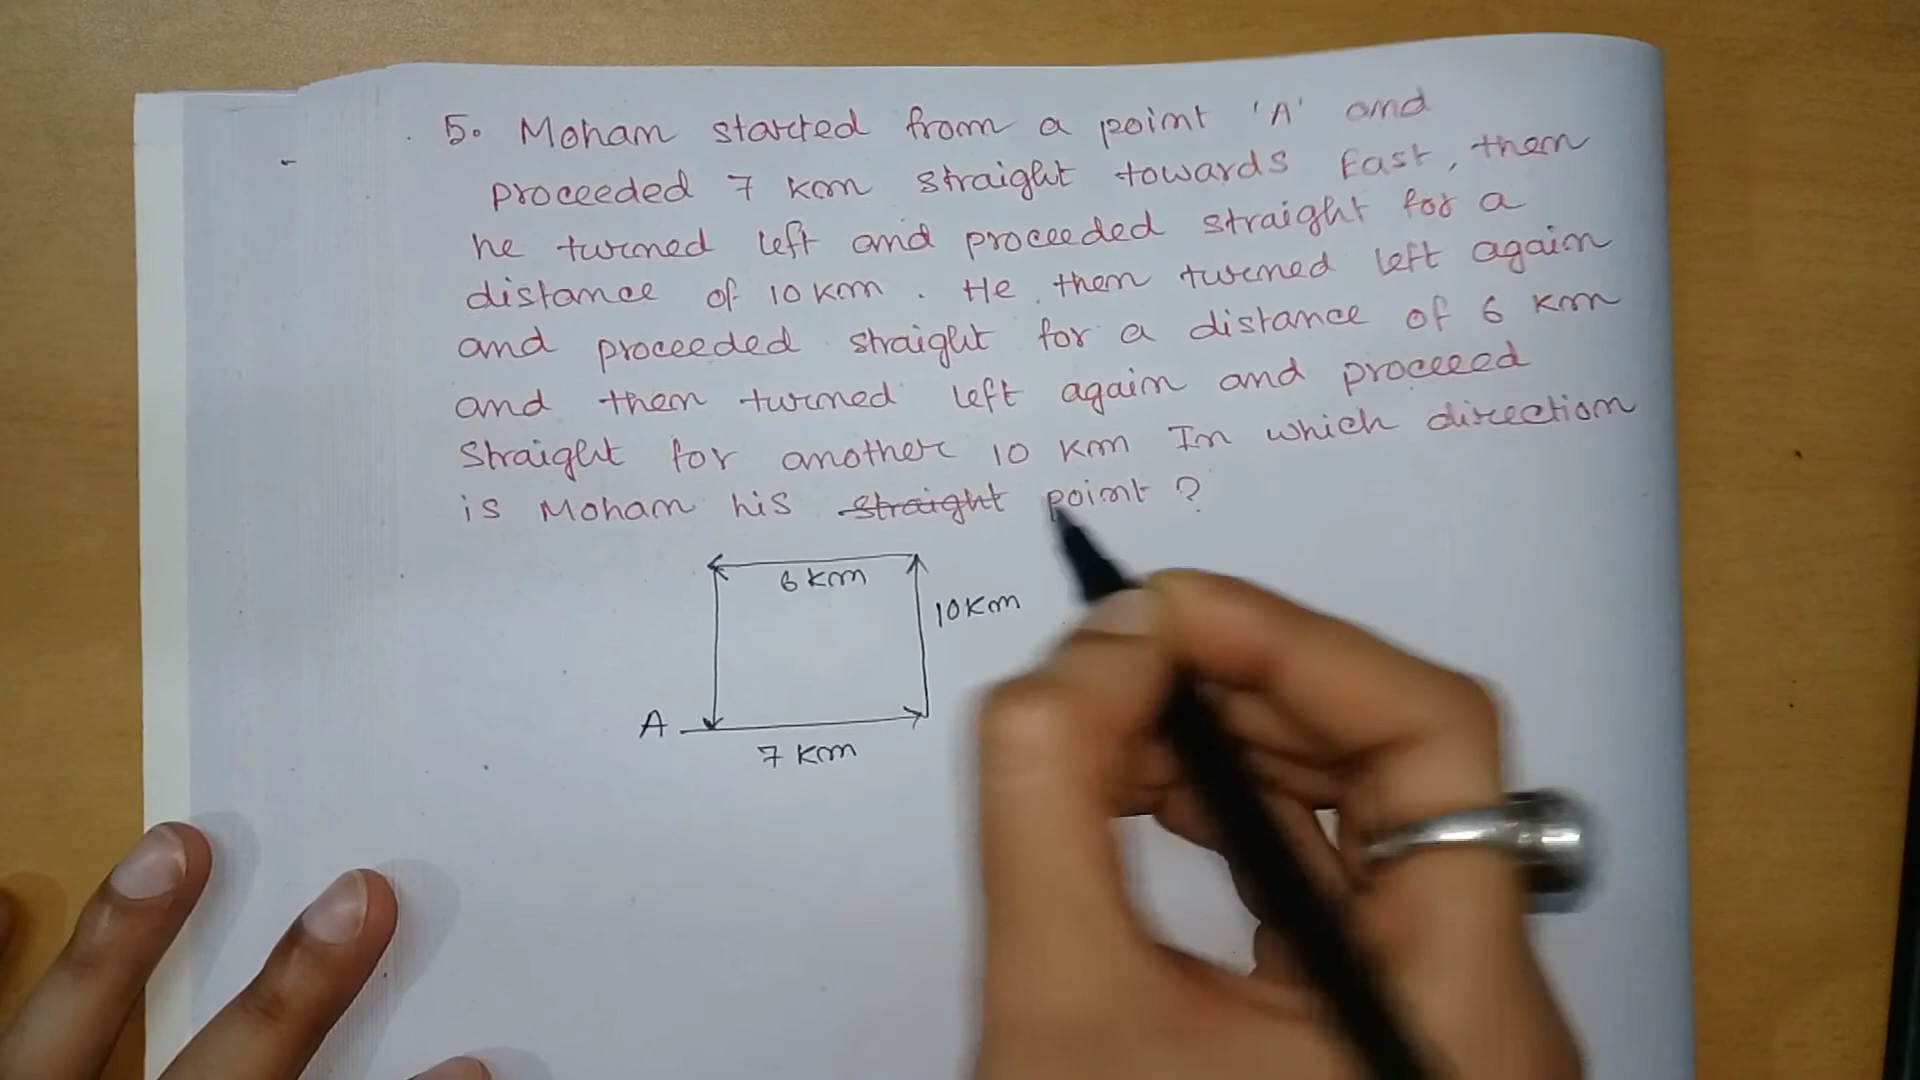 5. Mohan started from a point 'A' and
proceeded 7 km straight towards East, then
he turned left and proceeded straight for a
distance of 10 km. He then turned left again
and proceeded straight for a distance of 6 km
and then turned left again and proceeed
straight for another 10 km In which direction
is Mohan his straight point?
6 km
10 km
A
7 km